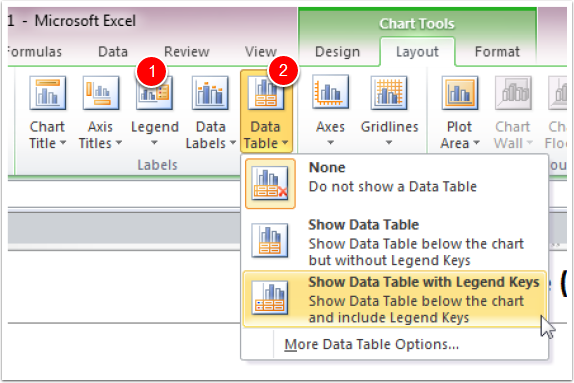 1 - Microsoft Excel
Chart Tools
Formulas Data Review View Design Layout Format
1
2
Chart Title
Axis Titles
Legend
Data Labels
Data Table
Axes
Gridlines
Plot Area
Chart Wall
Labels
None
Do not show a Data Table
Show Data Table
Show Data Table below the chart
but without Legend Keys
Show Data Table with Legend Keys
Show Data Table below the chart
and include Legend Keys
More Data Table Options...